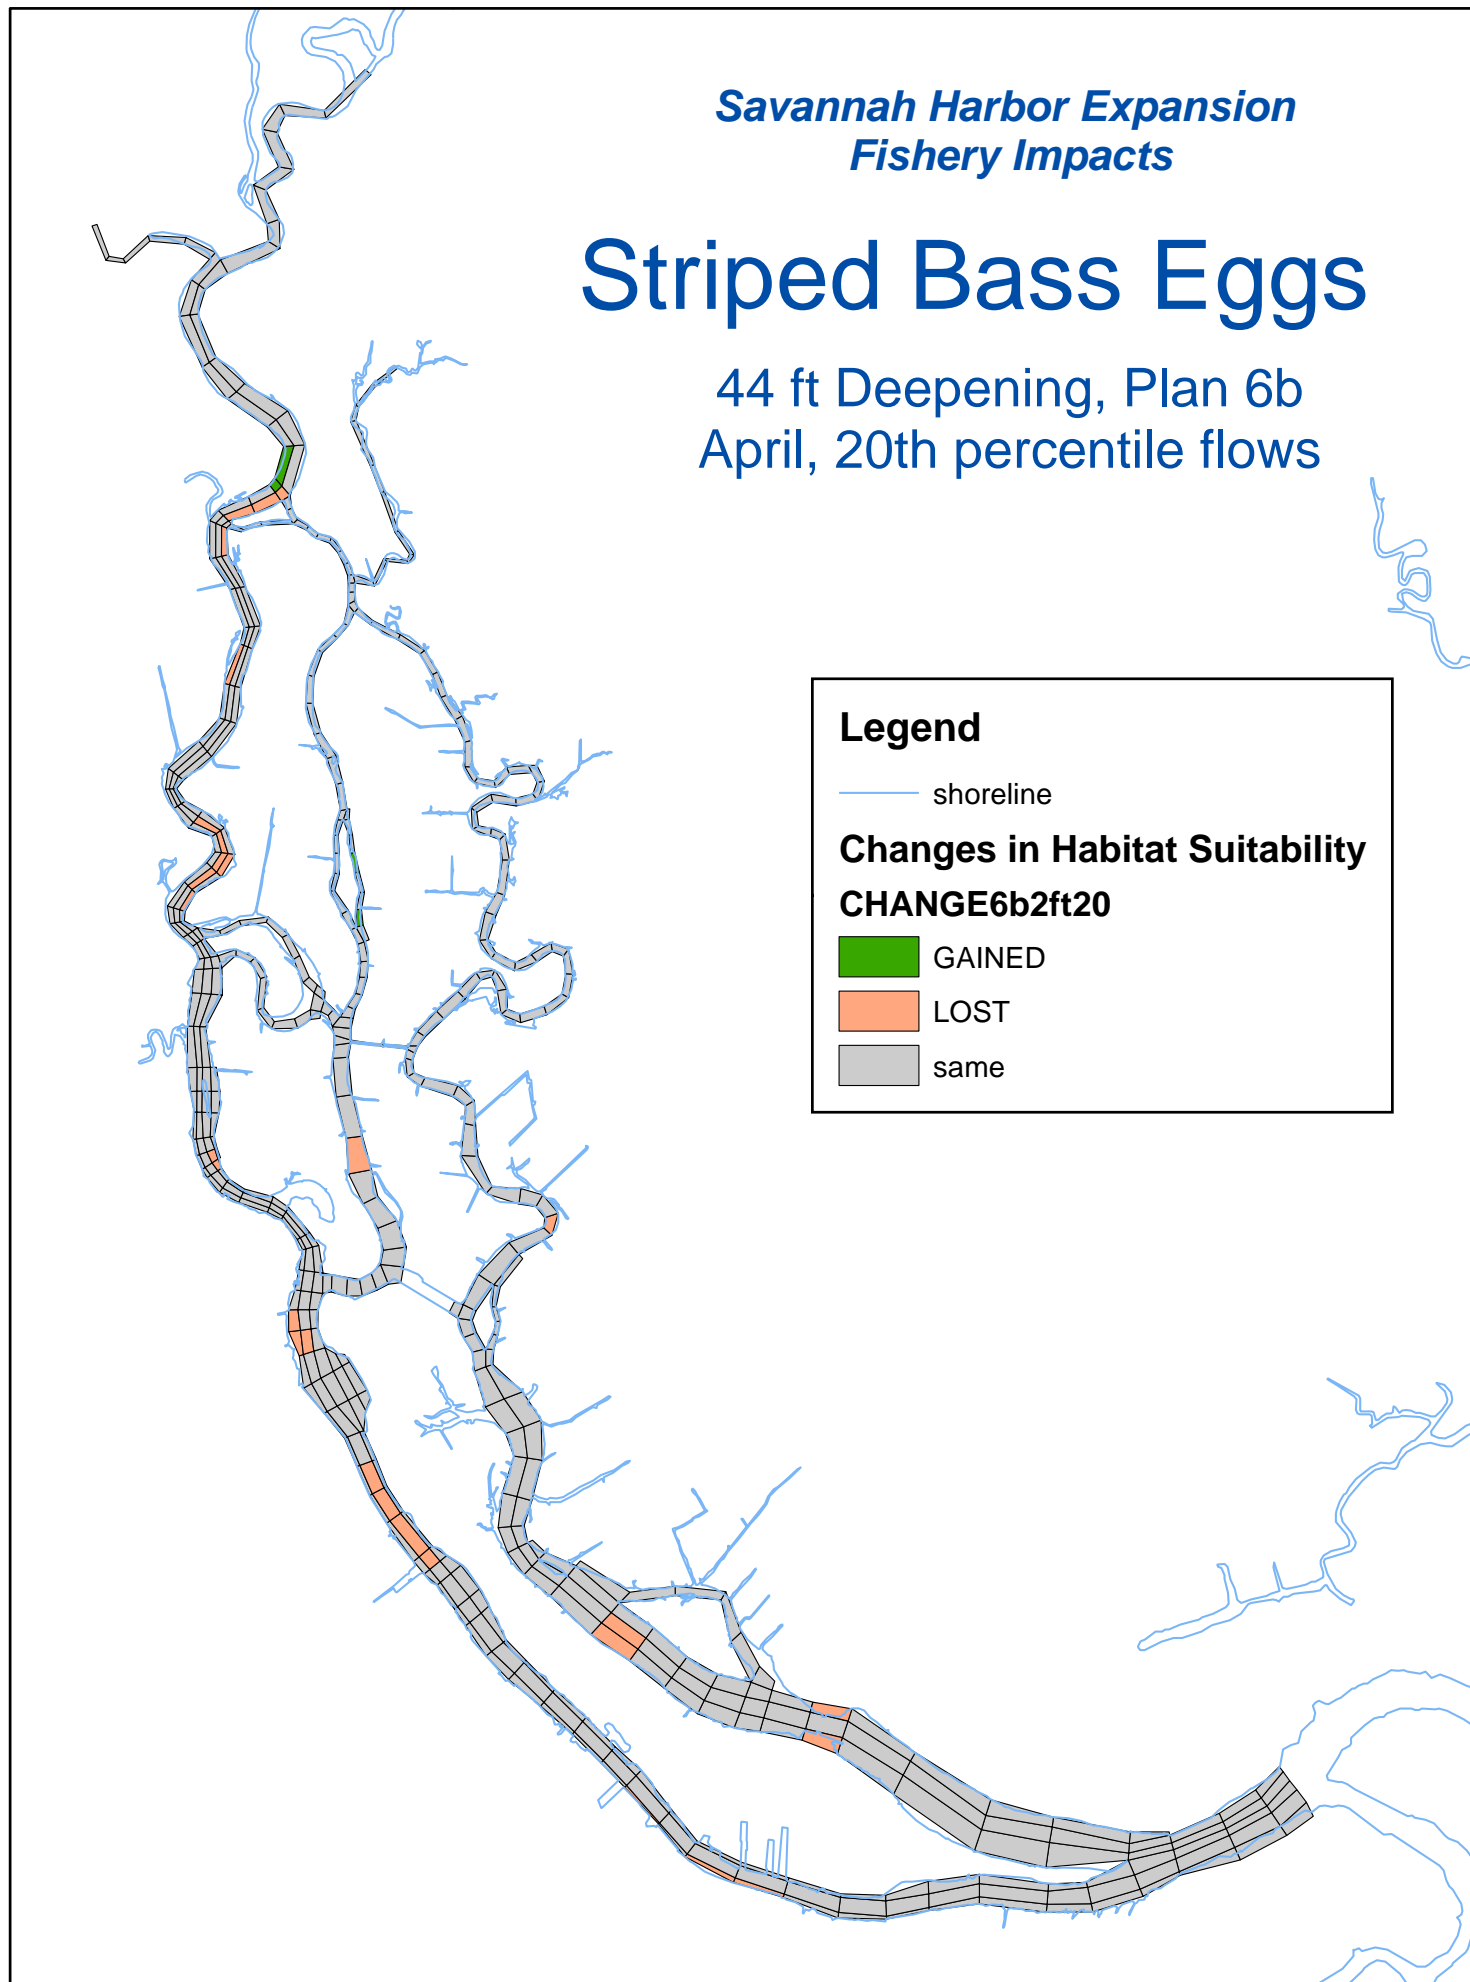 Savannah Harbor Expansion
Fishery Impacts
Striped Bass Eggs
44 ft Deepening, Plan 6b
April, 20th percentile flows
Legend
shoreline
Changes in Habitat Suitability
CHANGE6b2ft20
GAINED
LOST
same